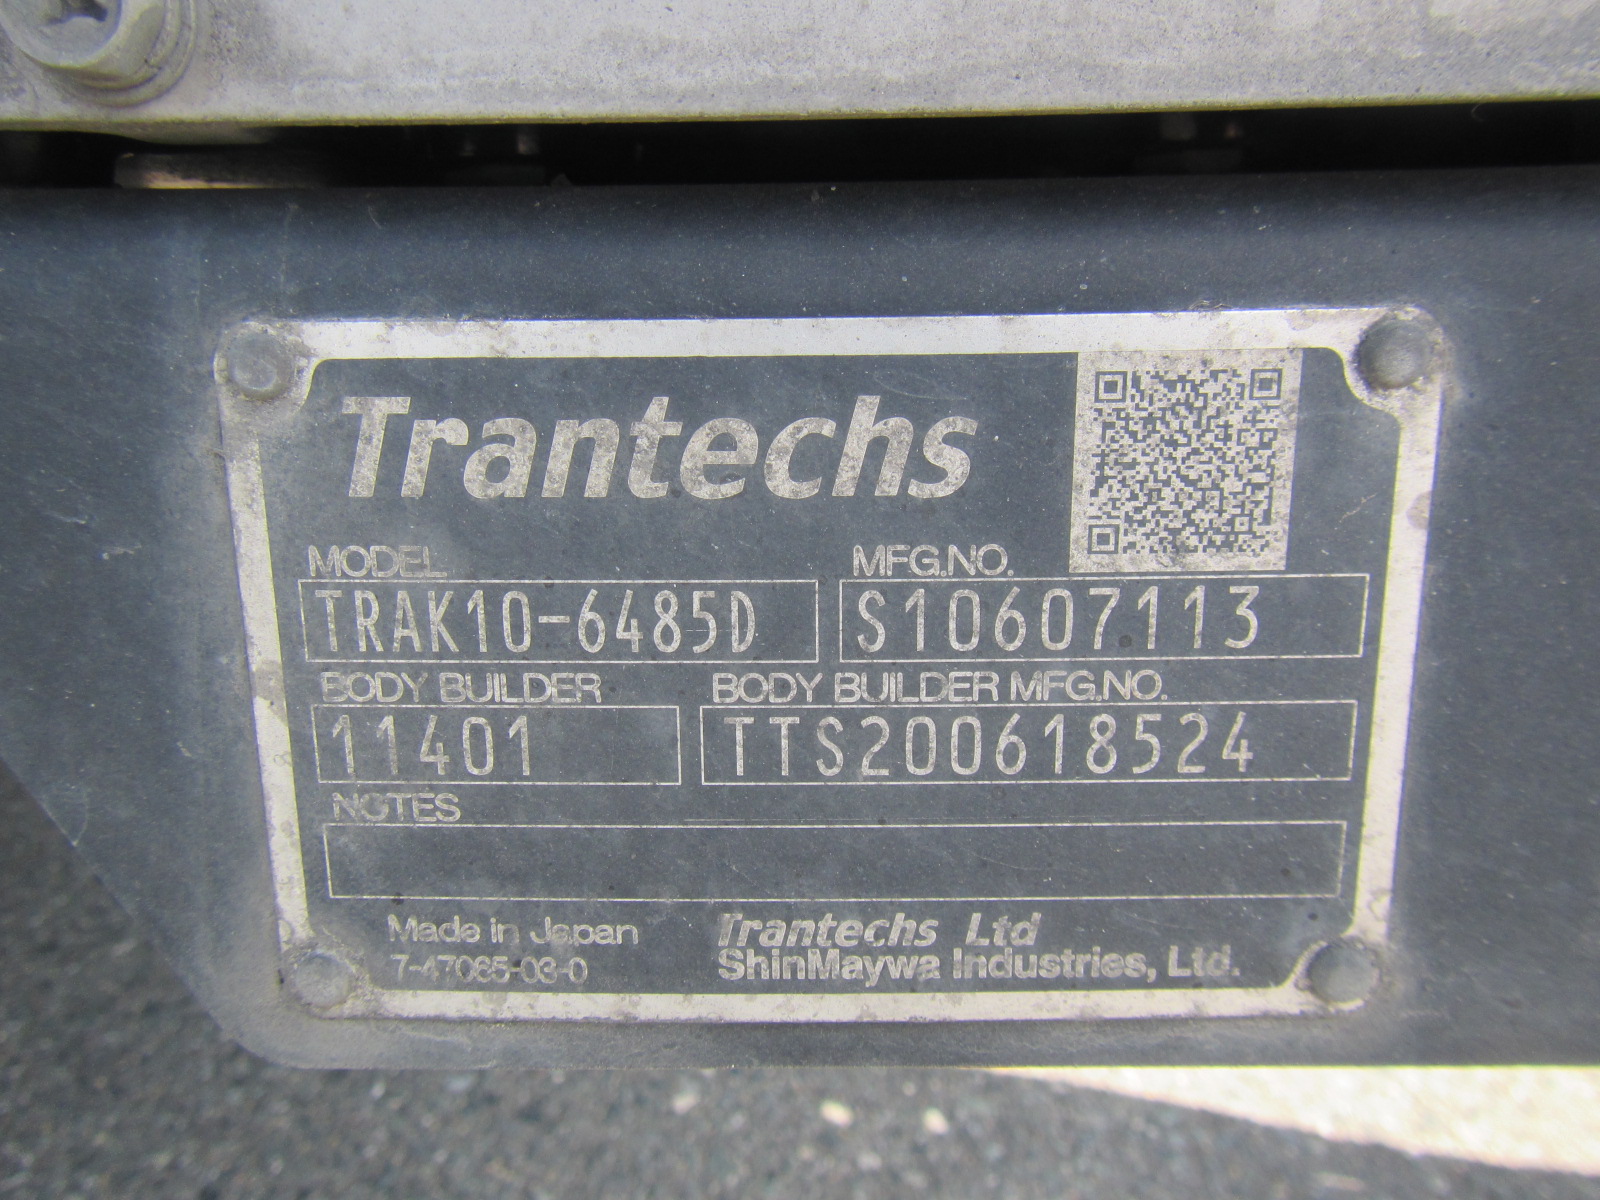 Trantechs
MODEL MFG.NO.
TRAK10-6485D S10607113
BODY BUILDER BODY BUILDER MFG.NO.
11401 TTS200618524
NOTES
Made in Japan Trantechs Ltd
7-47085-03-0 ShinMaywa Industries, Ltd.